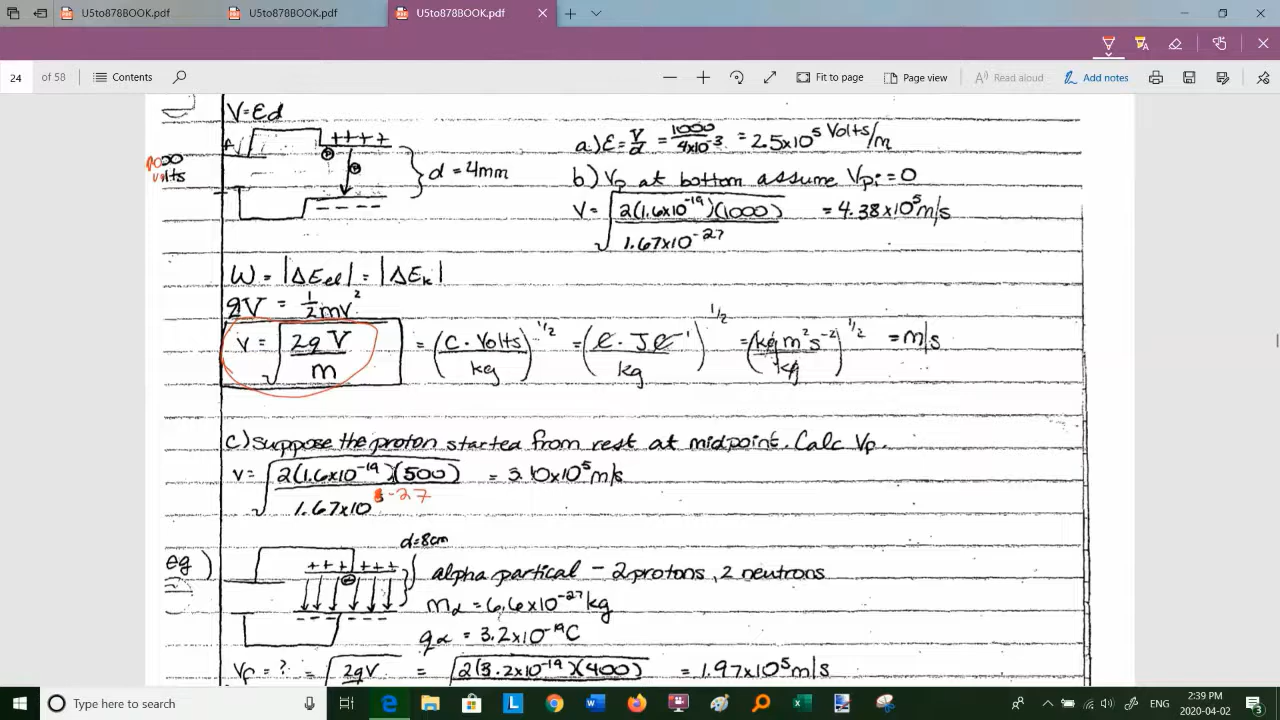 U5to878BOOK.pdf
U5to878BOOK.pdf
U5to878BOOK.pdf
24 of 58 Contents Fit to page Page view Read aloud Add notes
V=Ed
1000 volts
++++
d = 4mm
----
a.) E = V/d = 1000/4x10^-3 = 2.5x10^5 Volts/m
b) Vp at bottom assume Vpi = 0
V = √(2(1.6x10^-19)(1000)/1.67x10^-27) = 4.38x10^5 m/s
W = |ΔEel| = |ΔEk|
qV = 1/2mv^2
v = √(2qV/m) = (C·Volts/kg)^1/2 = (C·JC^-1/kg)^1/2 = (kg m^2 s^-2/kg)^1/2 = m/s
c) suppose the proton started from rest at midpoint. Calc Vp.
v = √(2(1.6x10^-19)(500)/1.67x10^-27) = 3.10x10^5 m/s
d=8cm
eg) +++ +++ alpha partical - 2 protons, 2 neutrons
mα = 6.6x10^-27 kg
qα = 3.2x10^-19 C
Vp = ? = √2qV = √2(3.2x10^-19)(400) = 1.97x10^5 m/s
Type here to search
ENG
2:39 PM
2020-04-02
3